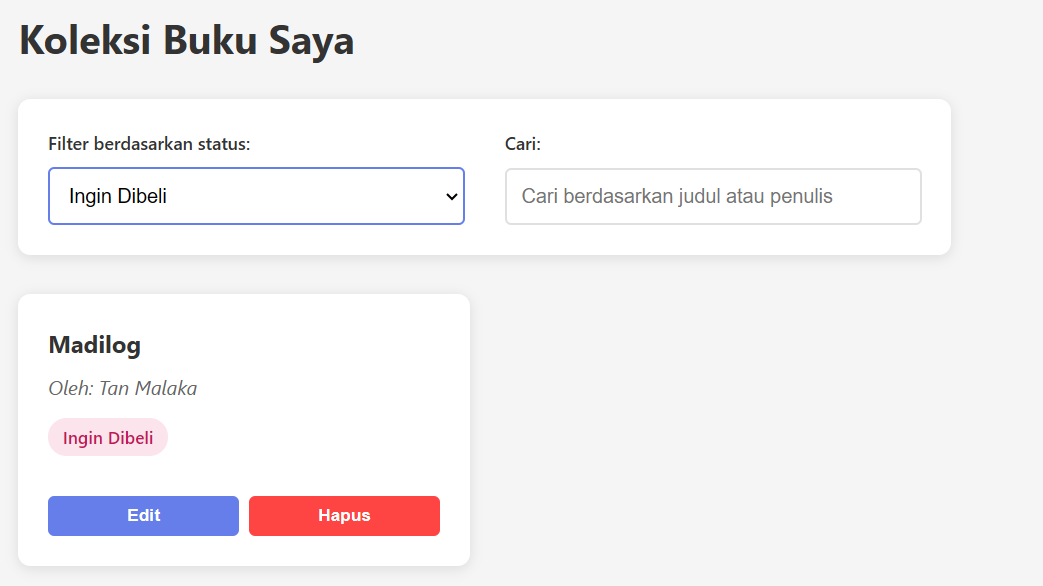 Koleksi Buku Saya
Filter berdasarkan status:
Ingin Dibeli
Cari:
Cari berdasarkan judul atau penulis
Madilog
Oleh: Tan Malaka
Ingin Dibeli
Edit
Hapus